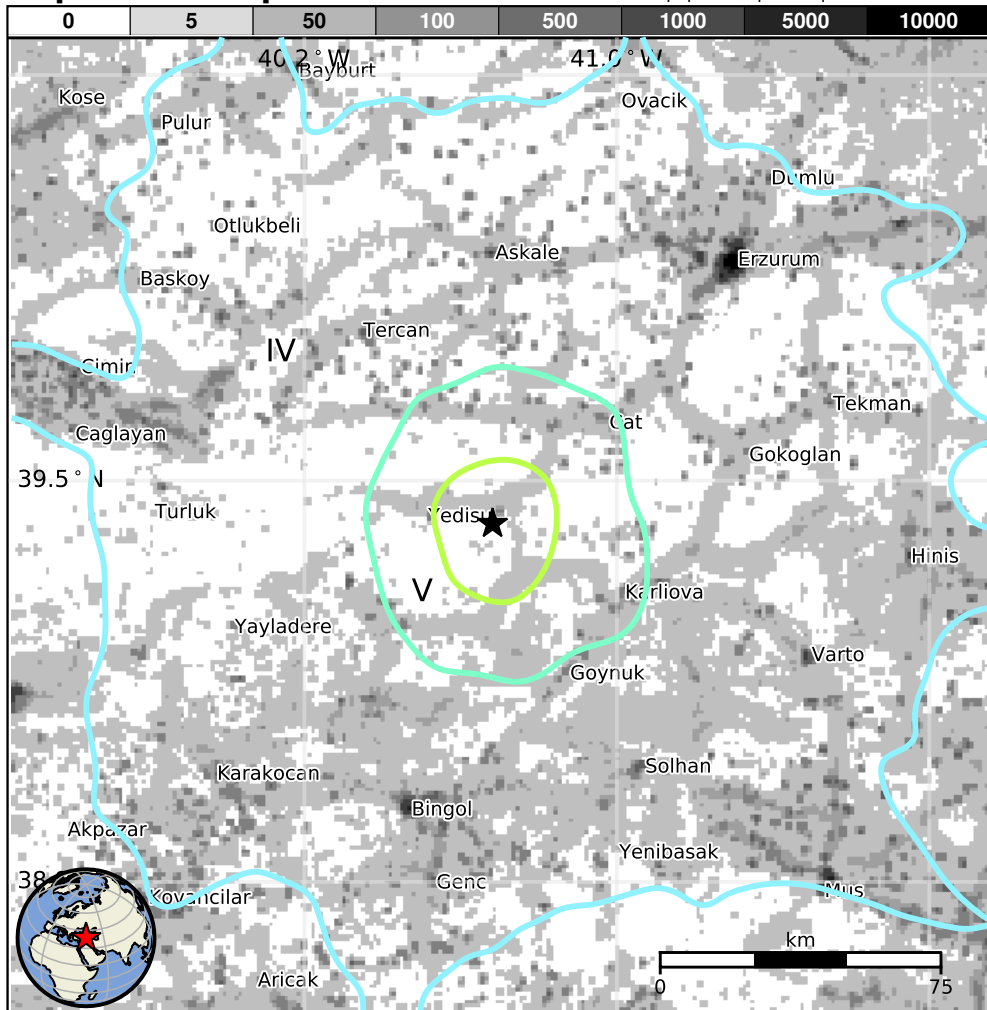 0 5 50 100 500 1000 5000 10000
40.2°W 41.0°W
Bayburt
Kose
Ovacik
Pulur
Dumlu
Otlukbeli
Askale
Erzurum
Baskoy
Tercan
IV
Cimin
Tekman
Cat
Caglayan
Gokoglan
39.5°N
Turluk
Yedisu
Hinis
V
Karliova
Yayladere
Varto
Goynuk
Solhan
Karakocan
Bingol
Akpazar
Yenibasak
38
Genc
Mus
Kovancilar
km
Aricak
0 75